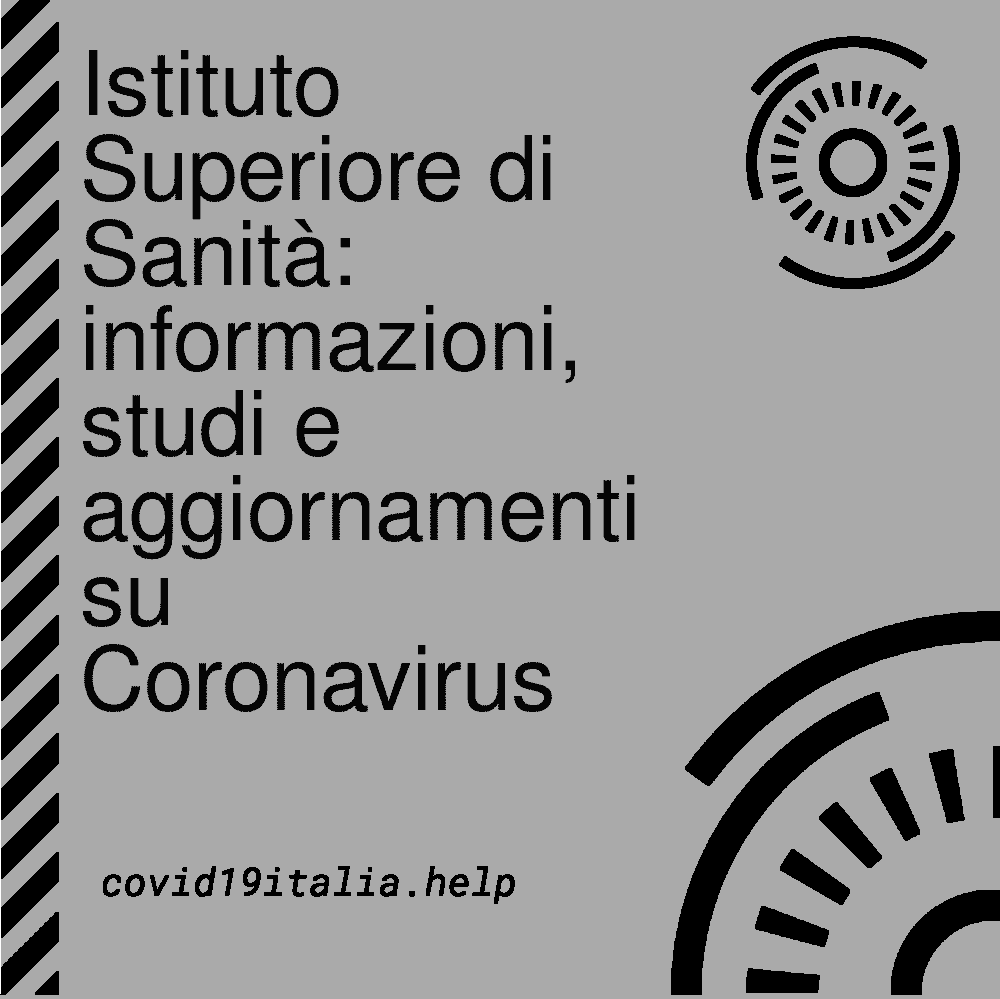 Istituto
Superiore di
Sanità:
informazioni,
studi e
aggiornamenti
su
Coronavirus
covid19italia.help